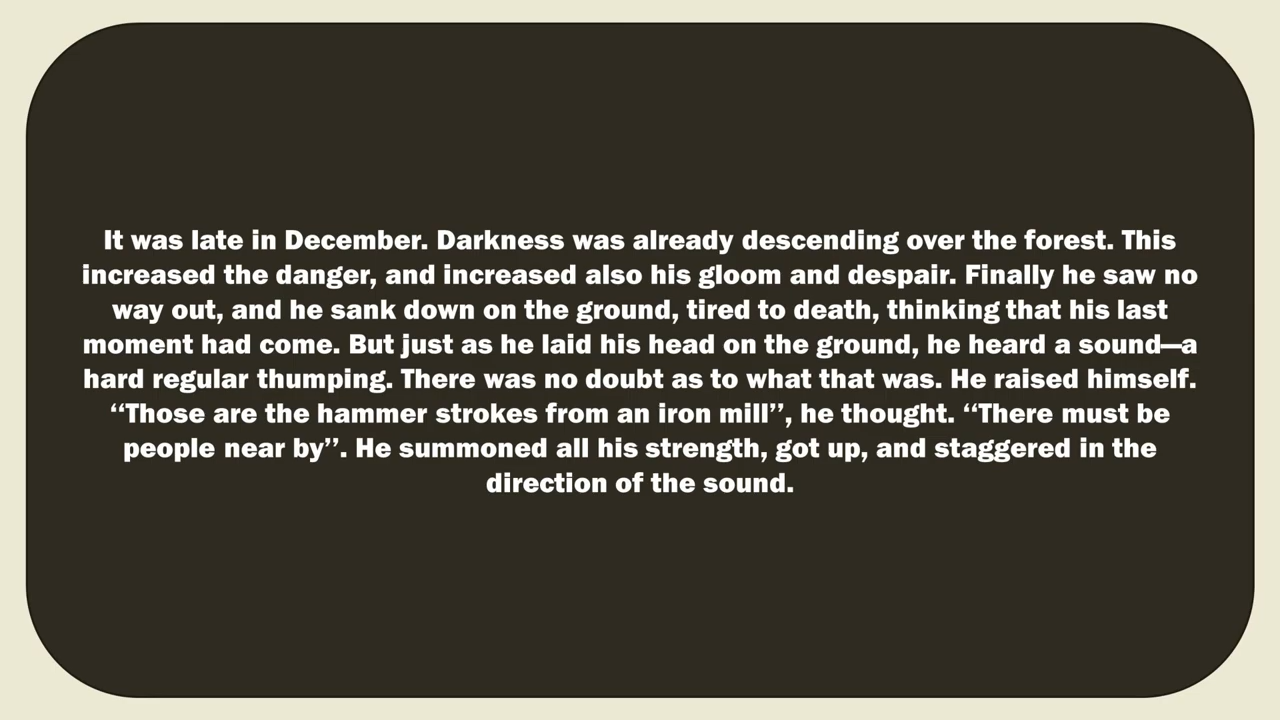 It was late in December. Darkness was already descending over the forest. This
increased the danger, and increased also his gloom and despair. Finally he saw no
way out, and he sank down on the ground, tired to death, thinking that his last
moment had come. But just as he laid his head on the ground, he heard a sound—a
hard regular thumping. There was no doubt as to what that was. He raised himself.
‘‘Those are the hammer strokes from an iron mill’’, he thought. ‘‘There must be
people near by’’. He summoned all his strength, got up, and staggered in the
direction of the sound.